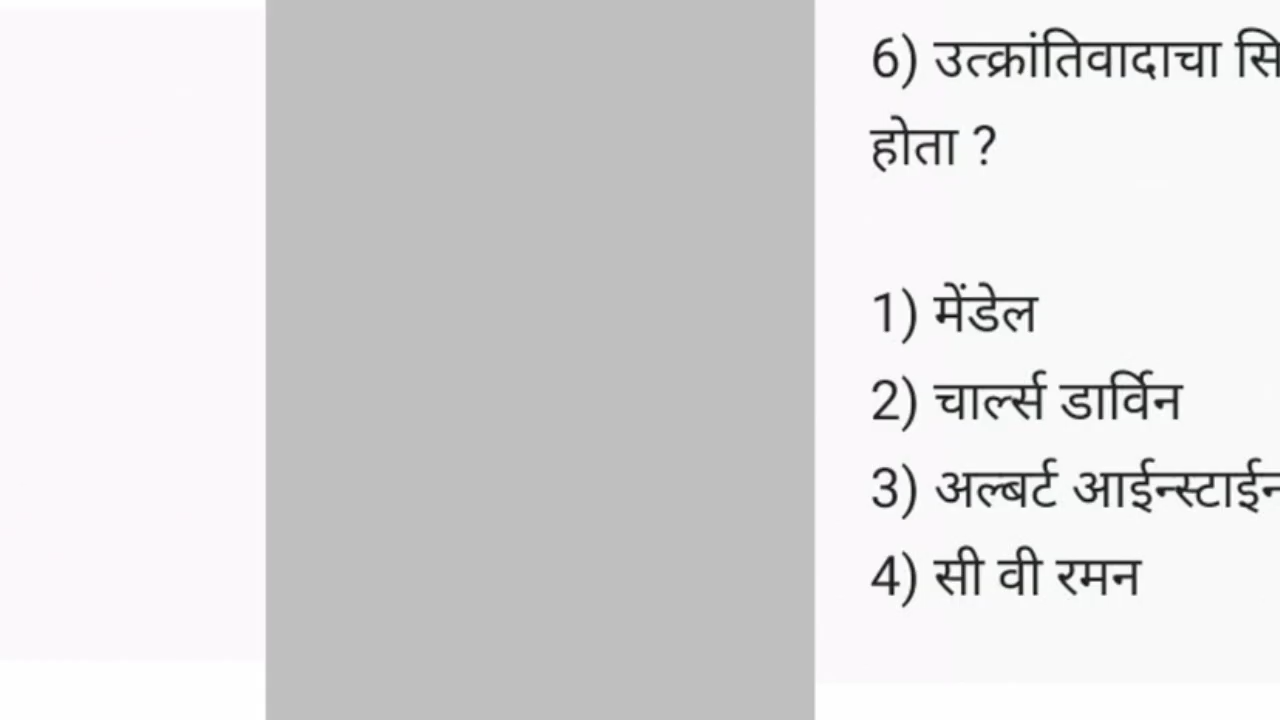 6) उत्क्रांतिवादाचा
होता ?
1) मेंडेल
2) चार्ल्स डार्विन
3) अल्बर्ट आईन्स्टाईन
4) सी वी रमन